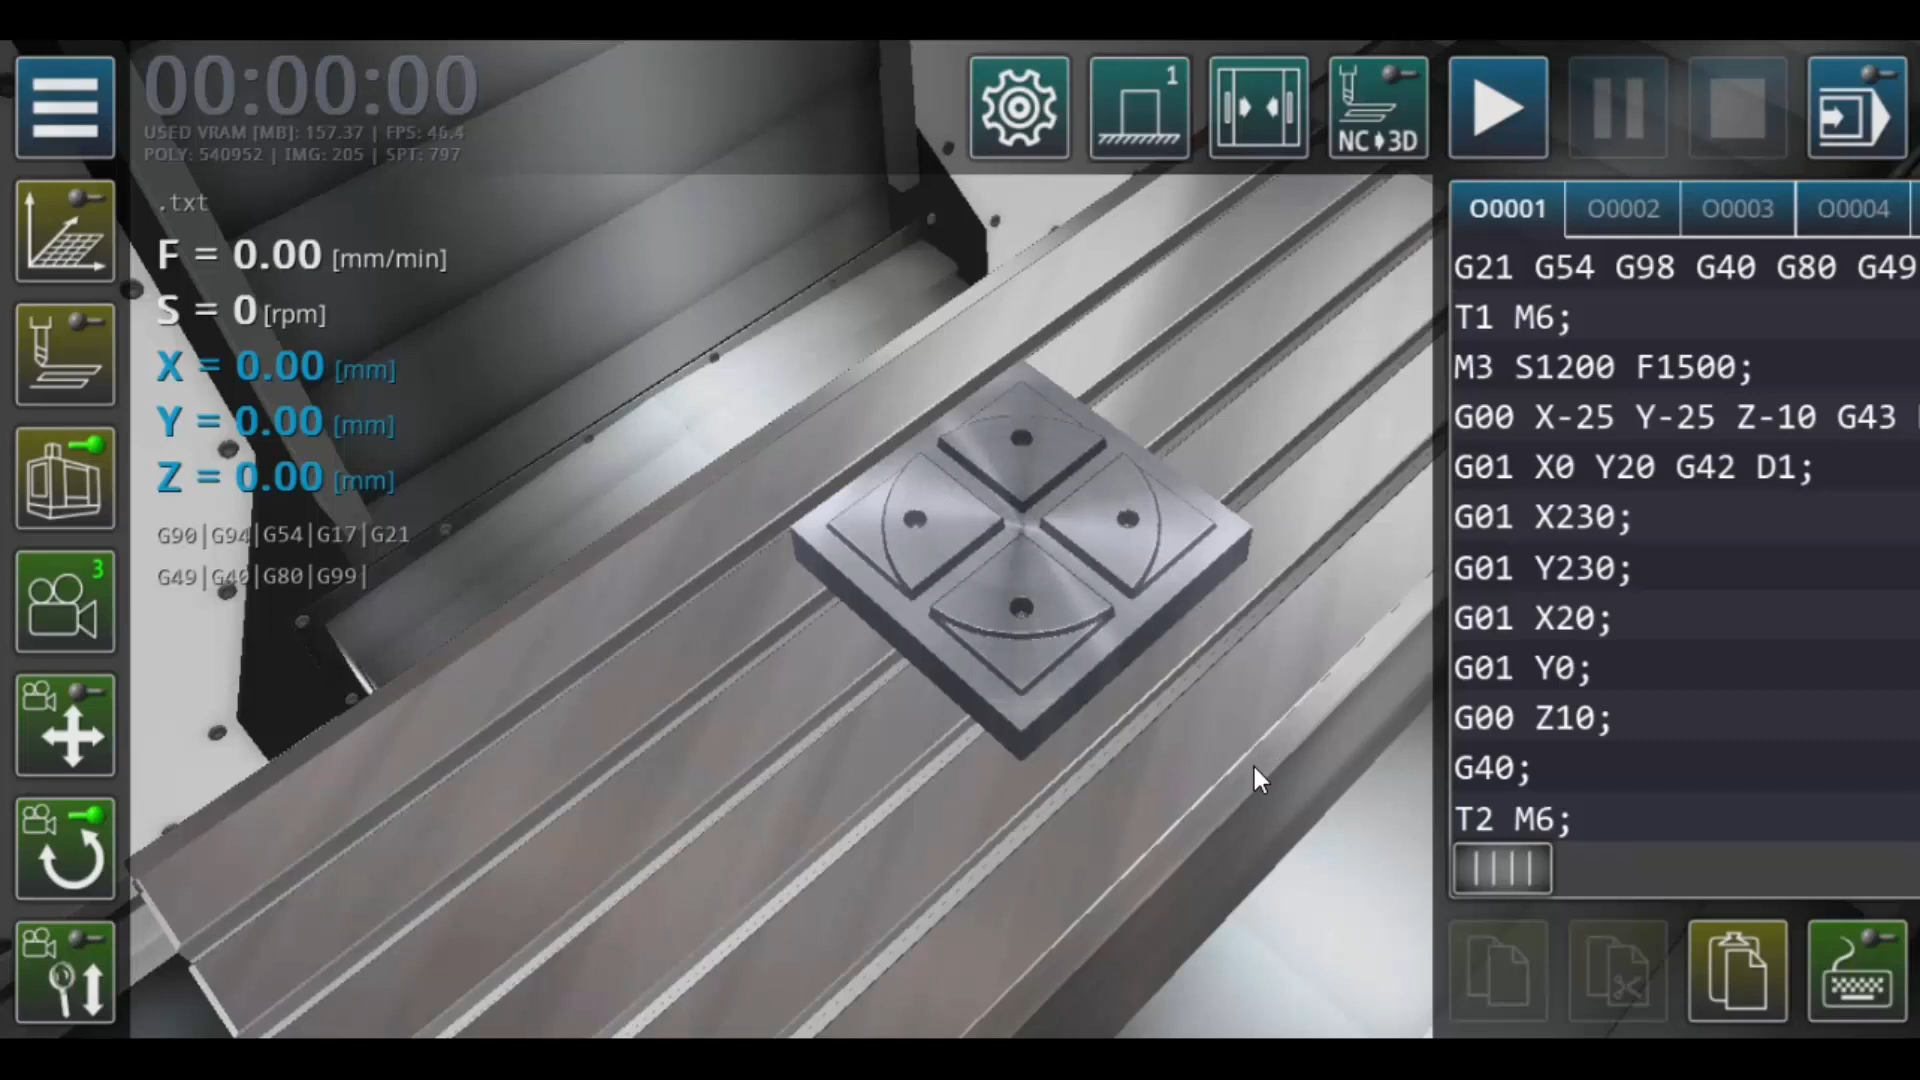 00:00:00
USED VRAM [MB]: 157.37 | FPS: 46.4
POLY: 540952 | IMG: 205 | SPT: 797
1
NC 3D
.txt
F = 0.00 [mm/min]
S = 0 [rpm]
X = 0.00 [mm]
Y = 0.00 [mm]
Z = 0.00 [mm]
G90|G94|G54|G17|G21
G49|G40|G80|G99|
3
O0001 O0002 O0003 O0004
G21 G54 G98 G40 G80 G49
T1 M6;
M3 S1200 F1500;
G00 X-25 Y-25 Z-10 G43
G01 X0 Y20 G42 D1;
G01 X230;
G01 Y230;
G01 X20;
G01 Y0;
G00 Z10;
G40;
T2 M6;